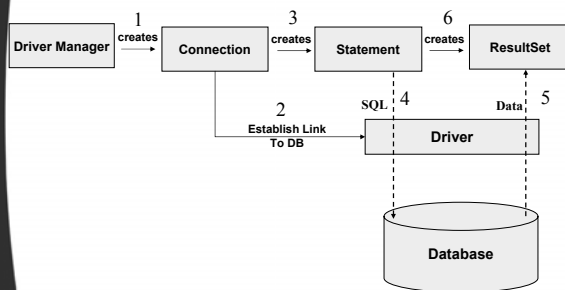 1
3
6
Driver Manager
creates
Connection
creates
Statement
creates
ResultSet
2
SQL
4
Data
5
Establish Link
To DB
Driver
Database